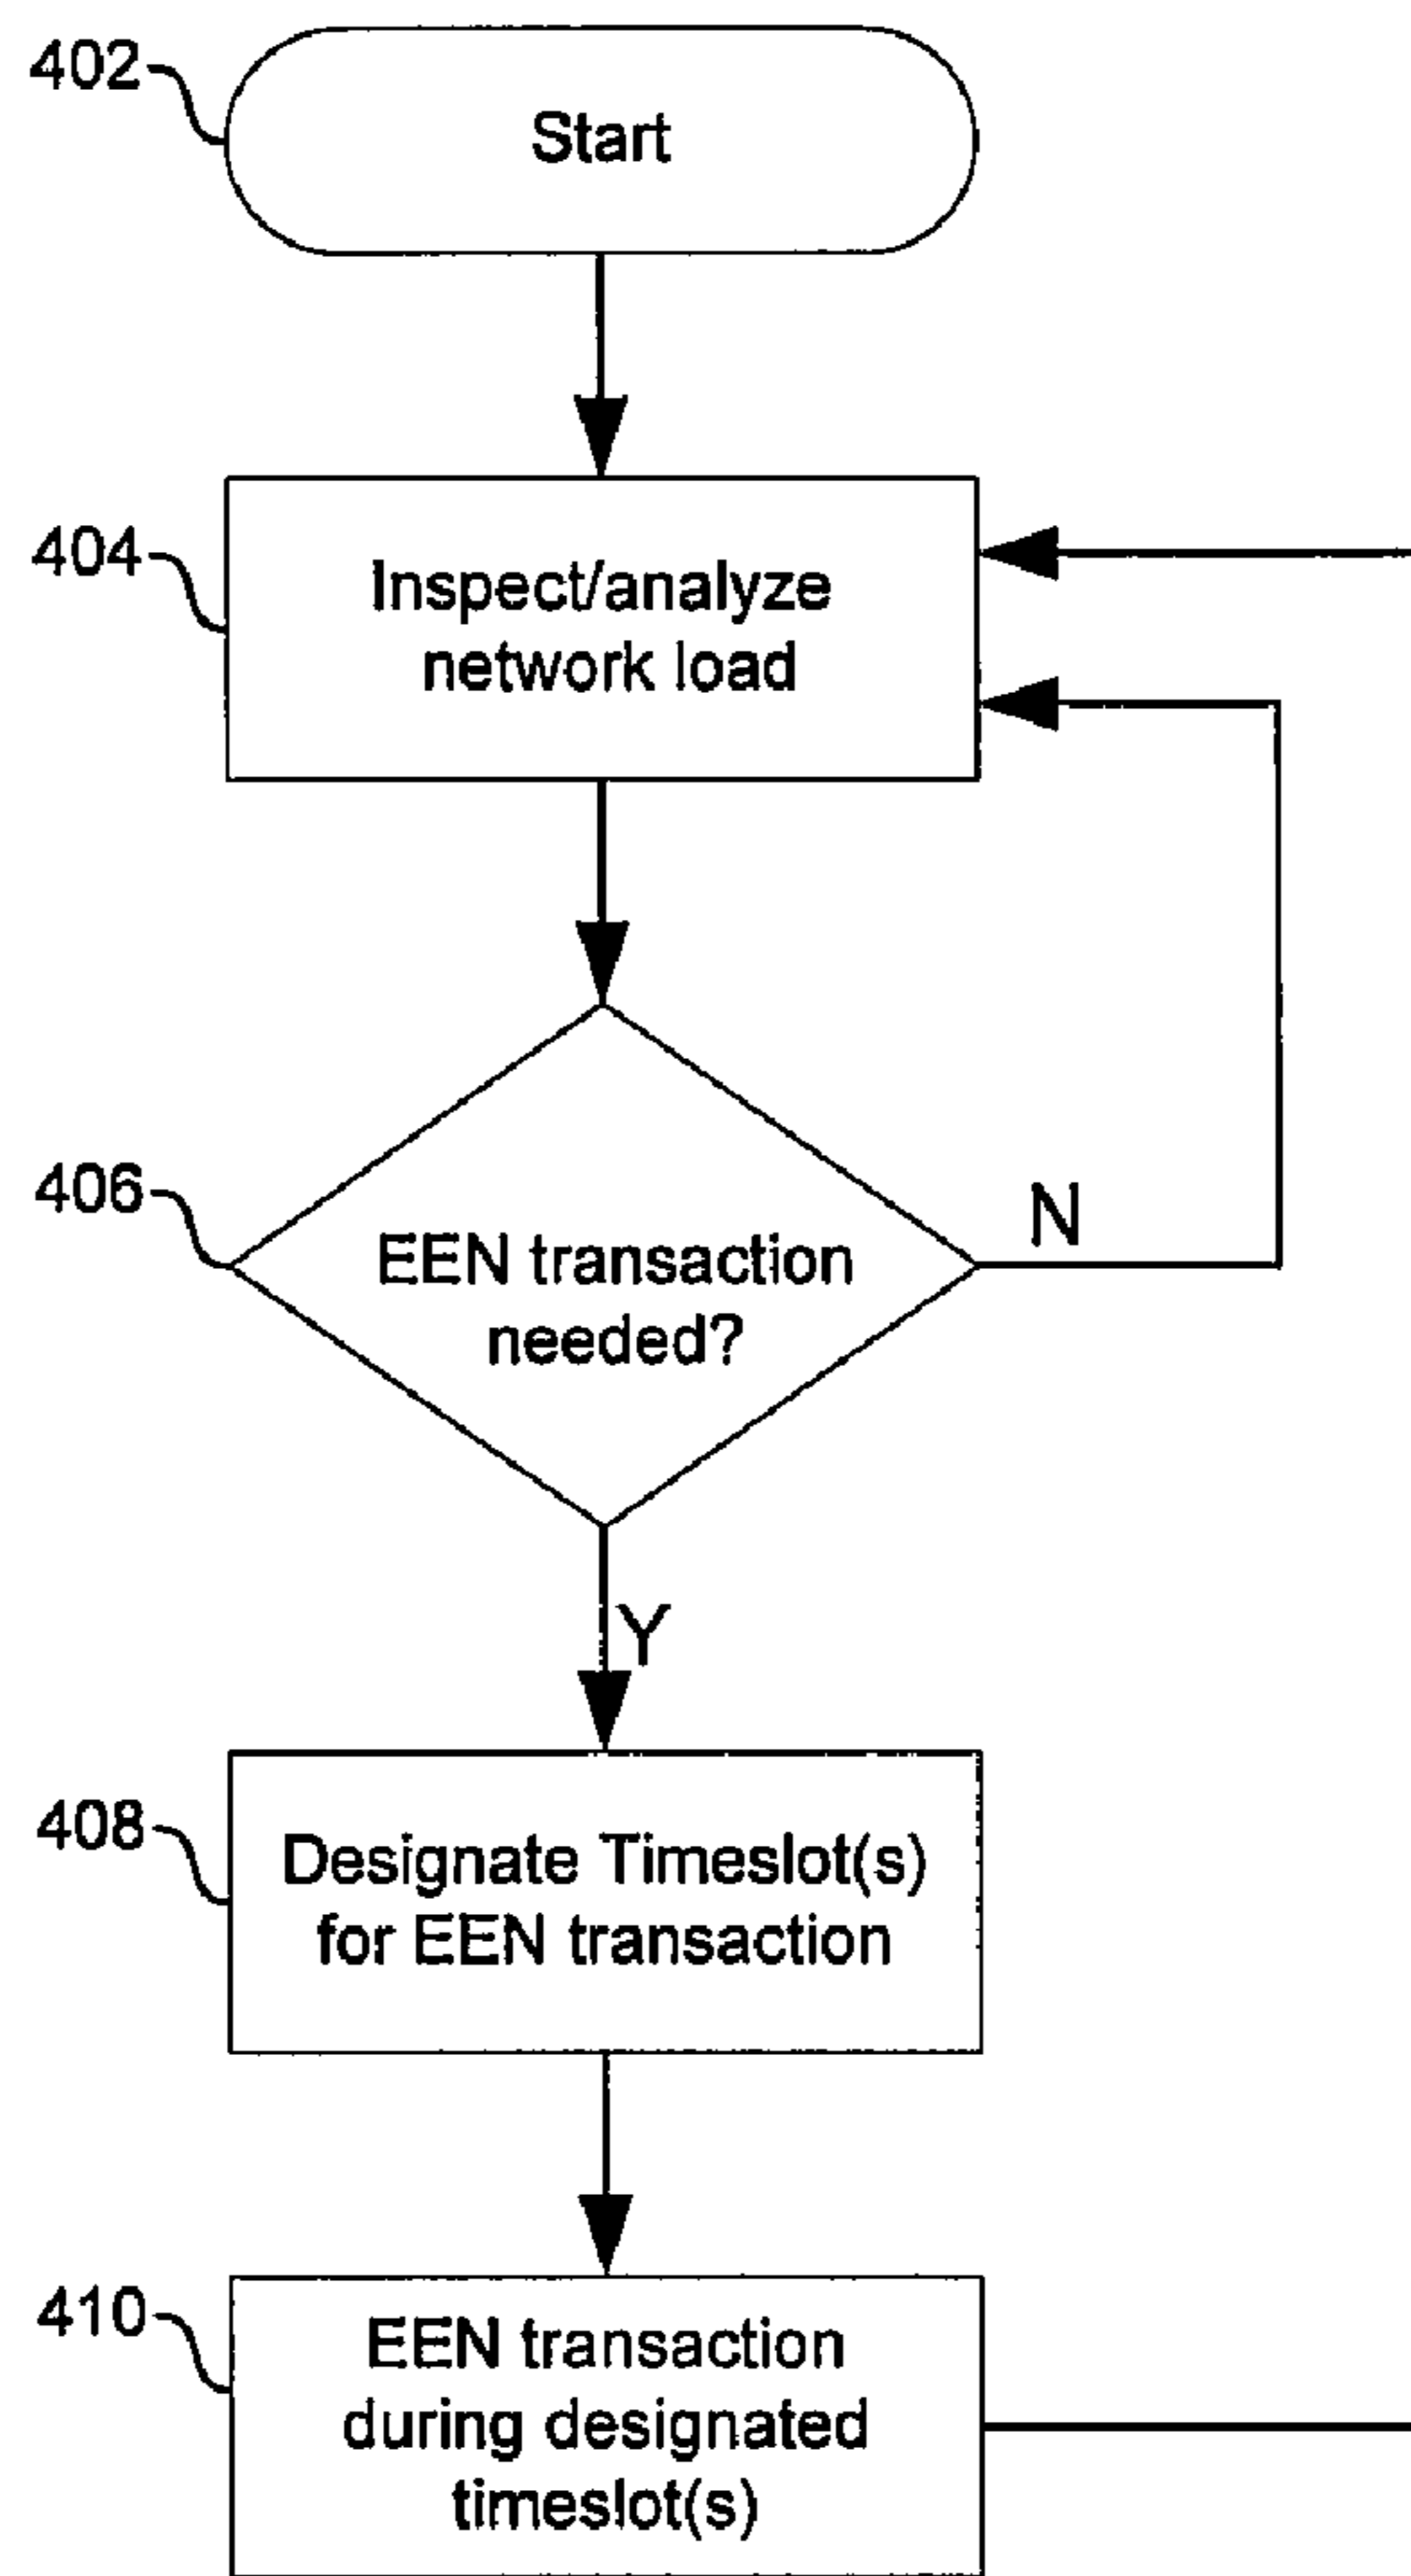 402
Start
404
Inspect/analyze
network load
406
EEN transaction
needed?
N
Y
408
Designate Timeslot(s)
for EEN transaction
410
EEN transaction
during designated
timeslot(s)